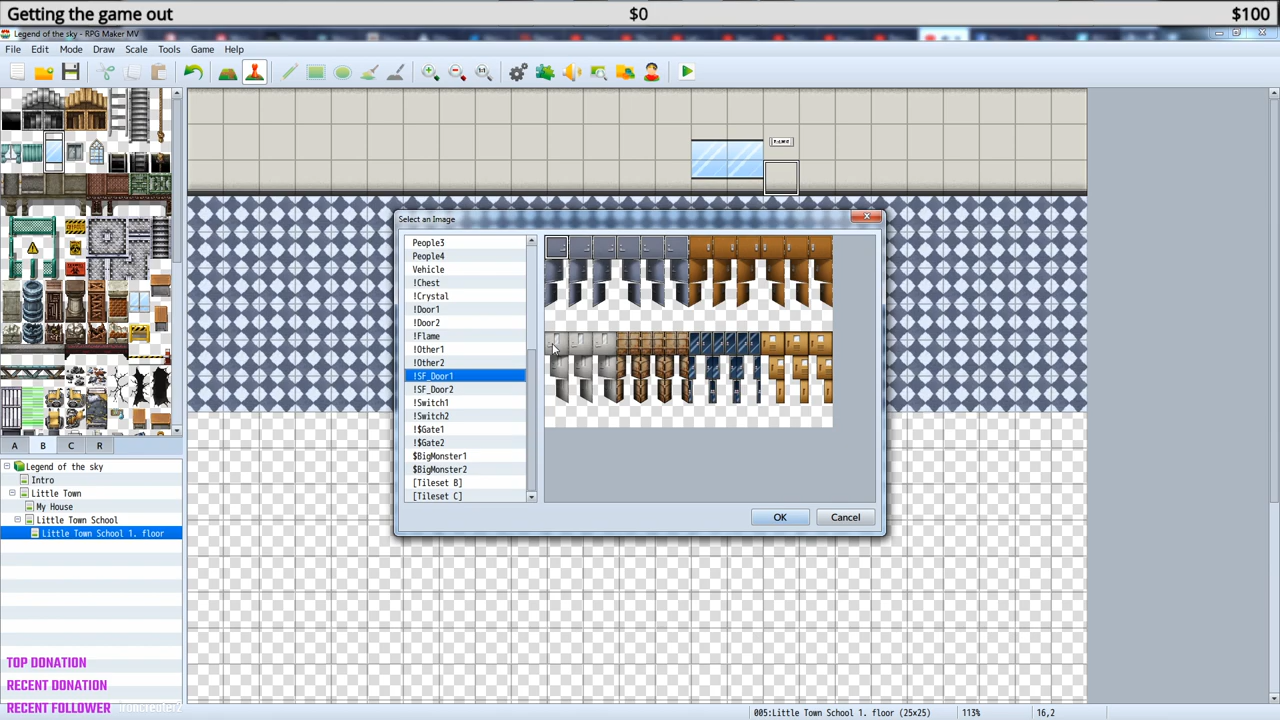 Getting the game out $0 $100
Legend of the sky - RPG Maker MV
File Edit Mode Draw Scale Tools Game Help
Select an Image
People3
People4
Vehicle
!Chest
!Crystal
!Door1
!Door2
!Flame
!Other1
!Other2
!SF_Door1
!SF_Door2
!Switch1
!Switch2
!$Gate1
!$Gate2
$BigMonster1
$BigMonster2
[Tileset B]
[Tileset C]
OK Cancel
A B C R
Legend of the sky
Intro
Little Town
My House
Little Town School
Little Town School 1. floor
TOP DONATION
RECENT DONATION
RECENT FOLLOWER
005:Little Town School 1. floor (25x25) 113% 16,2